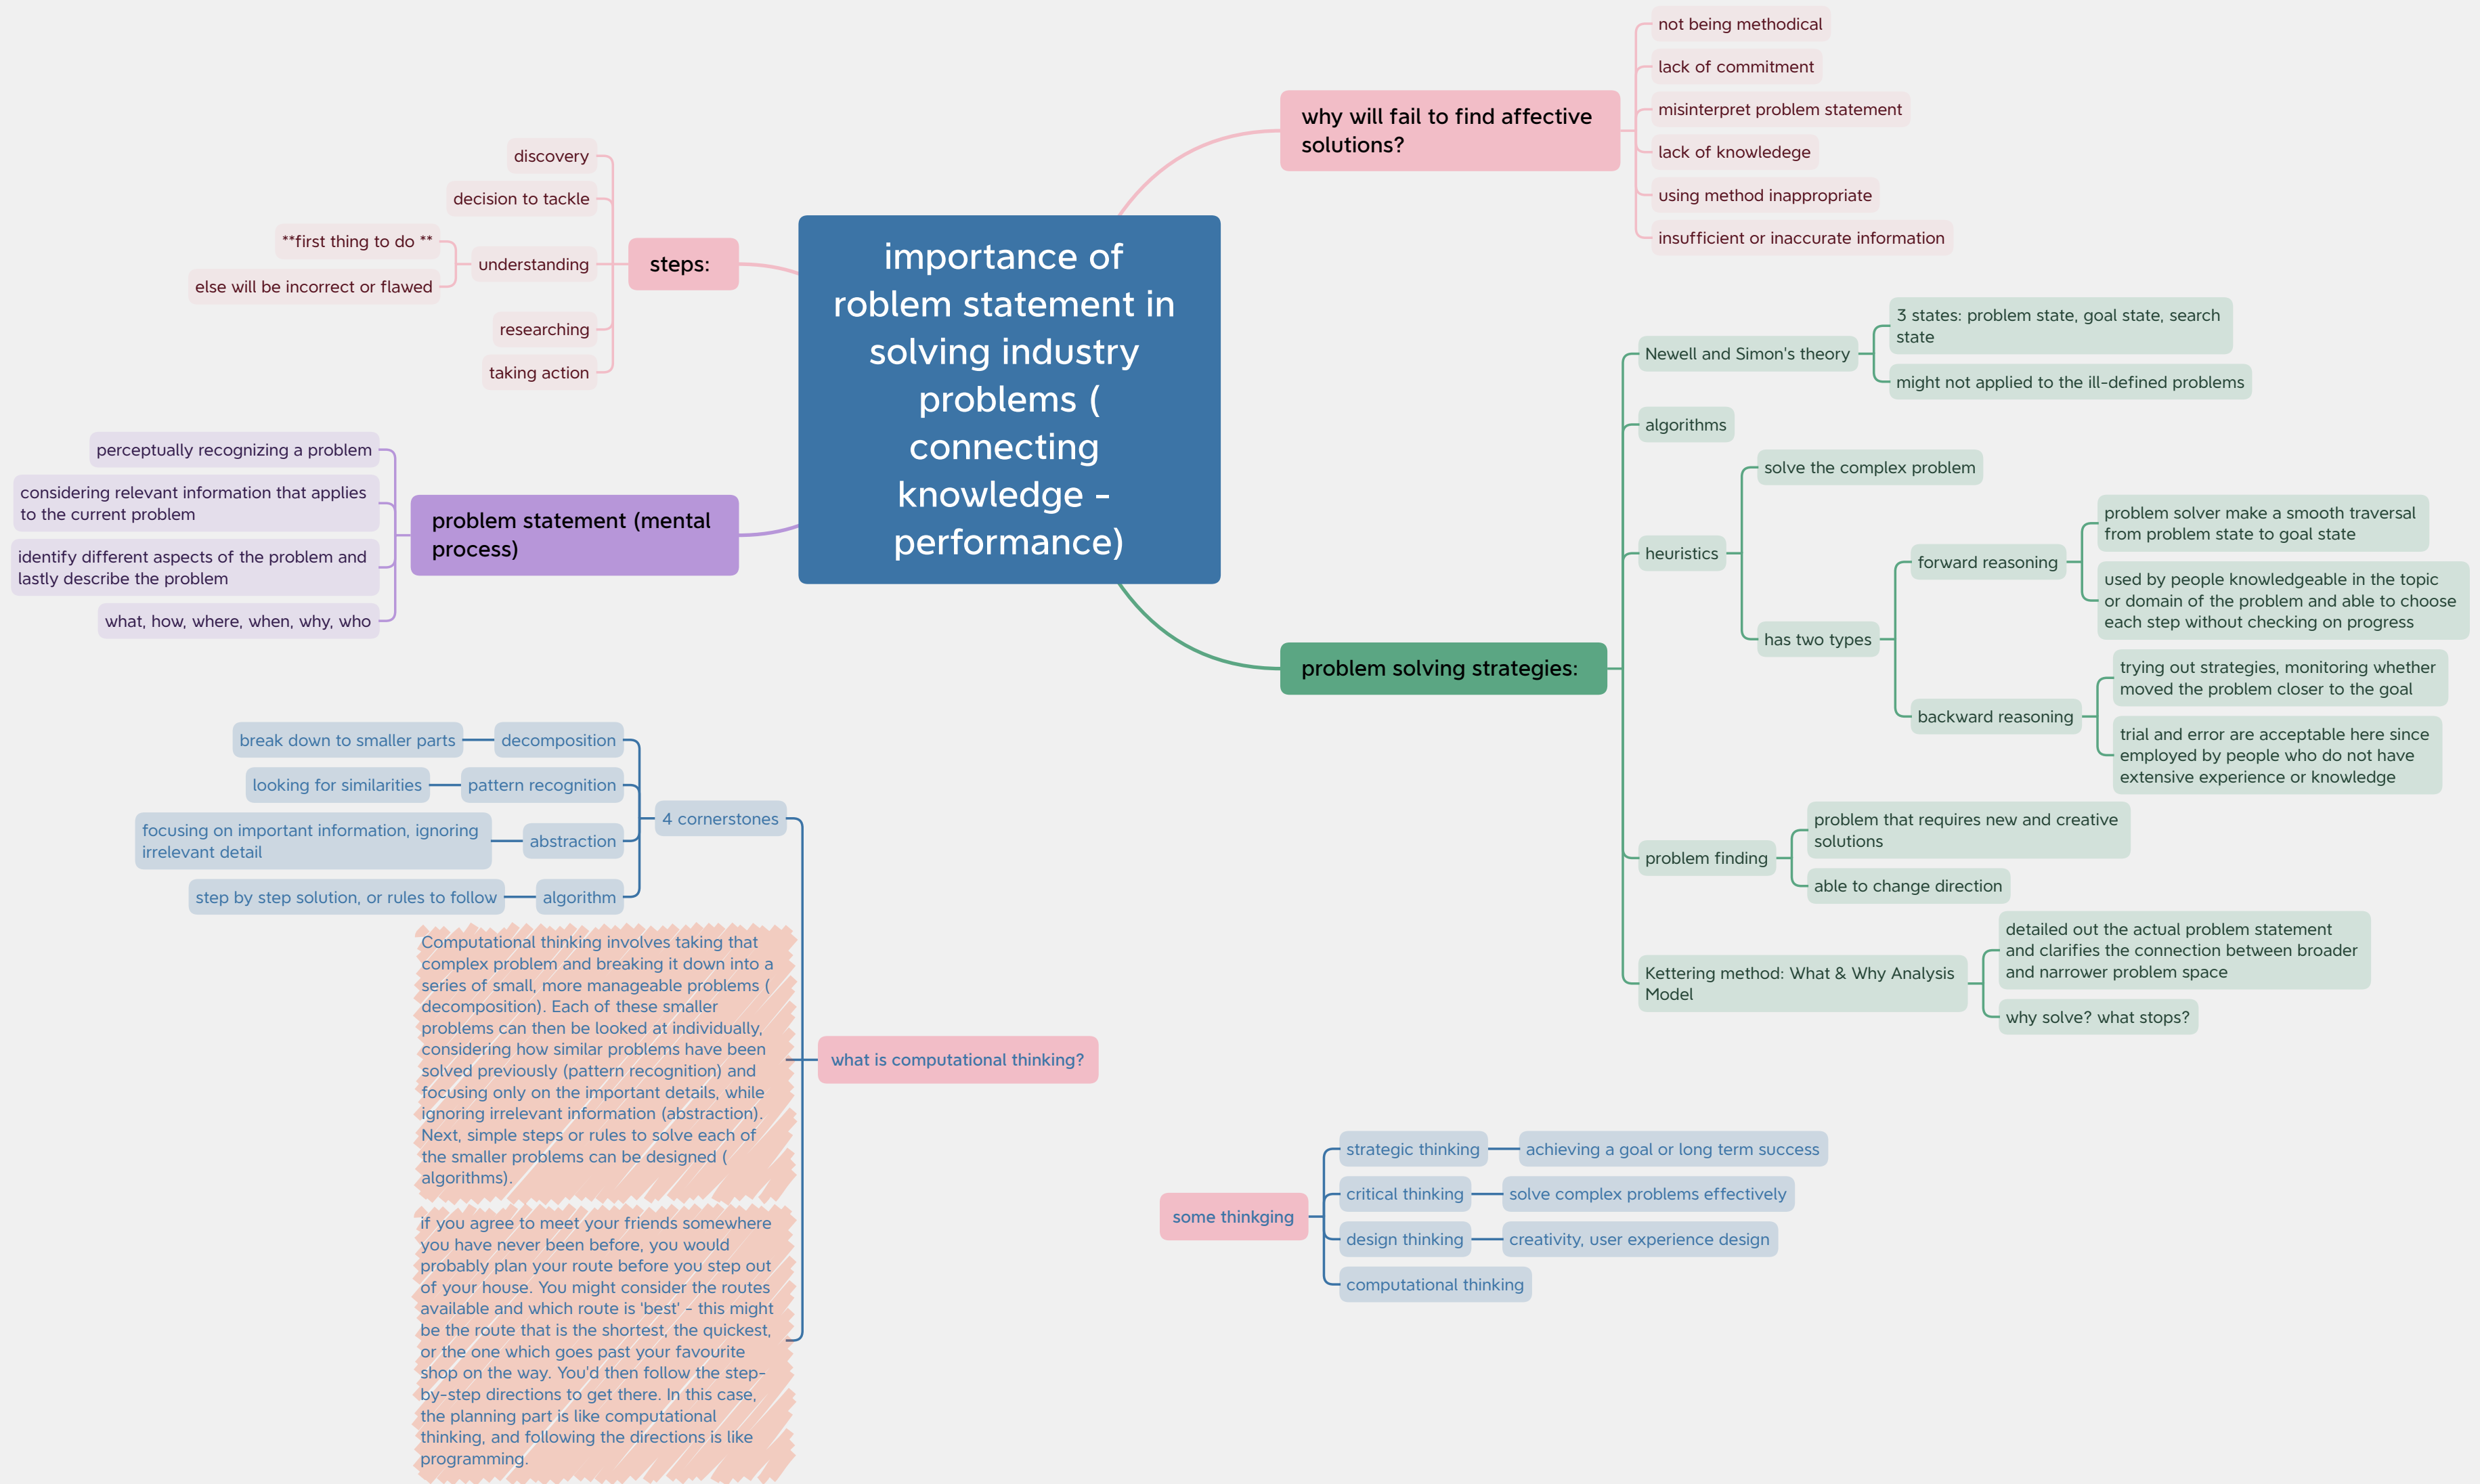 importance of
roblem statement in
solving industry
problems (
connecting
knowledge -
performance)
why will fail to find affective
solutions?
not being methodical
lack of commitment
misinterpret problem statement
lack of knowledege
using method inappropriate
insufficient or inaccurate information
steps:
discovery
decision to tackle
understanding
**first thing to do **
else will be incorrect or flawed
researching
taking action
problem statement (mental
process)
perceptually recognizing a problem
considering relevant information that applies
to the current problem
identify different aspects of the problem and
lastly describe the problem
what, how, where, when, why, who
problem solving strategies:
Newell and Simon's theory
3 states: problem state, goal state, search
state
might not applied to the ill-defined problems
algorithms
heuristics
solve the complex problem
has two types
forward reasoning
problem solver make a smooth traversal
from problem state to goal state
used by people knowledgeable in the topic
or domain of the problem and able to choose
each step without checking on progress
backward reasoning
trying out strategies, monitoring whether
moved the problem closer to the goal
trial and error are acceptable here since
employed by people who do not have
extensive experience or knowledge
problem finding
problem that requires new and creative
solutions
able to change direction
Kettering method: What & Why Analysis
Model
detailed out the actual problem statement
and clarifies the connection between broader
and narrower problem space
why solve? what stops?
what is computational thinking?
4 cornerstones
decomposition
break down to smaller parts
pattern recognition
looking for similarities
abstraction
focusing on important information, ignoring
irrelevant detail
algorithm
step by step solution, or rules to follow
Computational thinking involves taking that
complex problem and breaking it down into a
series of small, more manageable problems (
decomposition). Each of these smaller
problems can then be looked at individually,
considering how similar problems have been
solved previously (pattern recognition) and
focusing only on the important details, while
ignoring irrelevant information (abstraction).
Next, simple steps or rules to solve each of
the smaller problems can be designed (
algorithms).
if you agree to meet your friends somewhere
you have never been before, you would
probably plan your route before you step out
of your house. You might consider the routes
available and which route is 'best' - this might
be the route that is the shortest, the quickest,
or the one which goes past your favourite
shop on the way. You'd then follow the step-
by-step directions to get there. In this case,
the planning part is like computational
thinking, and following the directions is like
programming.
some thinkging
strategic thinking
achieving a goal or long term success
critical thinking
solve complex problems effectively
design thinking
creativity, user experience design
computational thinking